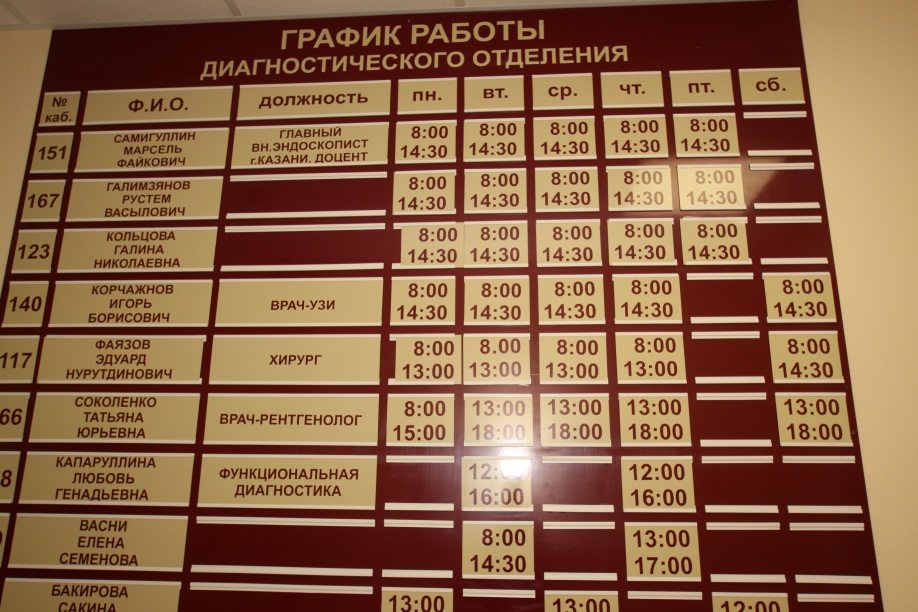 ГРАФИК РАБОТЫ
ДИАГНОСТИЧЕСКОГО ОТДЕЛЕНИЯ
№ каб. Ф.И.О. ДОЛЖНОСТЬ ПН. ВТ. СР. ЧТ. ПТ. СБ.
САМИГУЛЛИН ГЛАВНЫЙ 8:00 8:00 8:00 8:00 8:00
151 МАРСЕЛЬ ВН.ЭНДОСКОПИСТ
ФАЙКОВИЧ г.КАЗАНИ. ДОЦЕНТ 14:30 14:30 14:30 14:30 14:30
ГАЛИМЗЯНОВ 8:00 8:00 8:00 8:00 8:00
167 РУСТЕМ
ВАСЫЛОВИЧ 14:30 14:30 14:30 14:30 14:30
КОЛЬЦОВА 8:00 8:00 8:00 8:00 8:00
123 ГАЛИНА
НИКОЛАЕВНА 14:30 14:30 14:30 14:30 14:30
КОРЧАЖНОВ 8:00 8:00 8:00 8:00 8:00
140 ИГОРЬ ВРАЧ-УЗИ
БОРИСОВИЧ 14:30 14:30 14:30 14:30 14:30
ФАЯЗОВ 8:00 8.00 8:00 8:00 8:00
117 ЭДУАРД ХИРУРГ
НУРУТДИНОВИЧ 13:00 13:00 13:00 13:00 14:30
СОКОЛЕНКО 8:00 13:00 13:00 13:00 13:00
66 ТАТЬЯНА ВРАЧ-РЕНТГЕНОЛОГ
ЮРЬЕВНА 15:00 18:00 18:00 18:00 18:00
КАПАРУЛЛИНА ФУНКЦИОНАЛЬНАЯ 12:00 12:00
8 ЛЮБОВЬ ДИАГНОСТИКА
ГЕНАДЬЕВНА 16:00 16:00
ВАСНИ 8:00 13:00
ЕЛЕНА
СЕМЕНОВА 14:30 17:00
БАКИРОВА 13:00 13:00 12:00
САКИНА